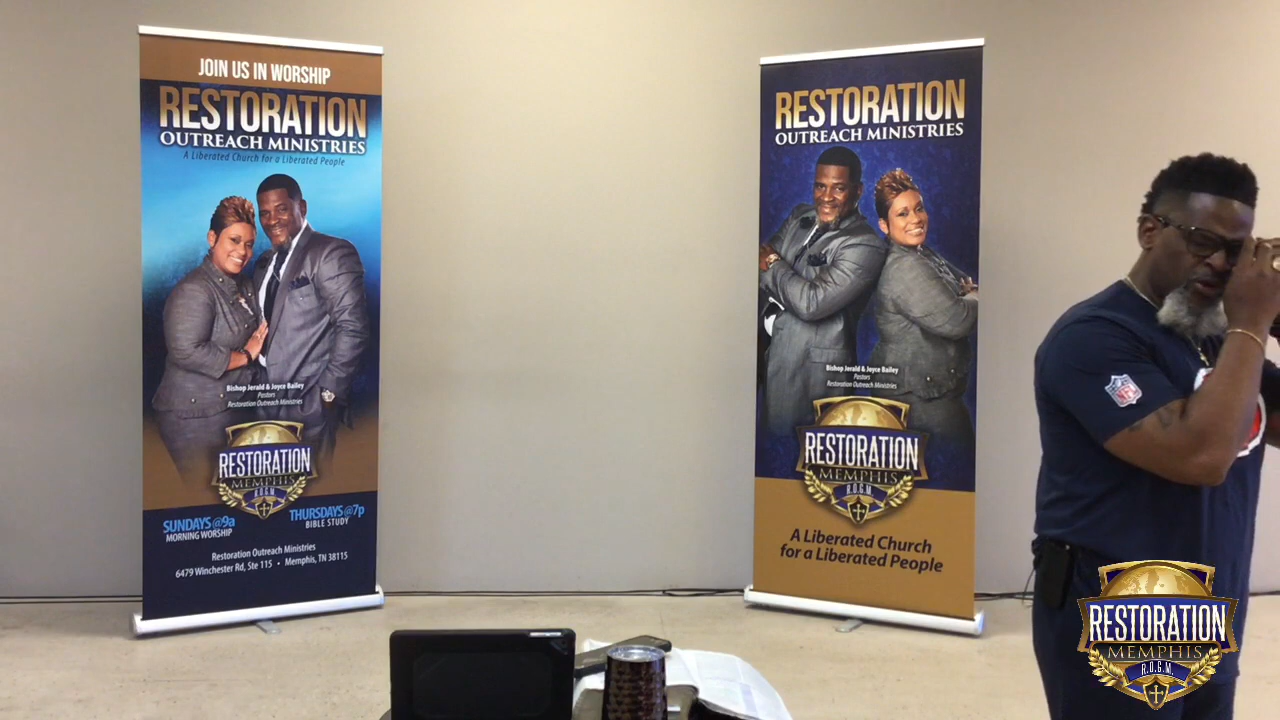 JOIN US IN WORSHIP
RESTORATION
OUTREACH MINISTRIES
A Liberated Church for a Liberated People
Bishop Jerald & Joyce Bailey
Pastors
Restoration Outreach Ministries
RESTORATION
MEMPHIS
R.O.G.M.
SUNDAYS @9a
MORNING WORSHIP
THURSDAYS @7p
BIBLE STUDY
Restoration Outreach Ministries
6479 Winchester Rd, Ste 115 • Memphis, TN 38115
RESTORATION
OUTREACH MINISTRIES
Bishop Jerald & Joyce Bailey
Pastors
Restoration Outreach Ministries
RESTORATION
MEMPHIS
R.O.G.M.
A Liberated Church
for a Liberated People
NFL
RESTORATION
MEMPHIS
R.O.G.M